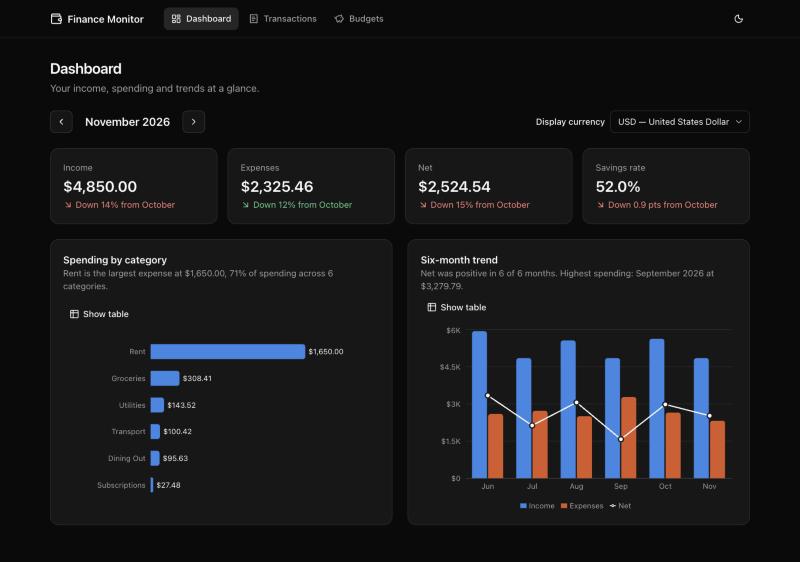 Finance Monitor
Dashboard
Transactions
Budgets
Dashboard
Your income, spending and trends at a glance.
November 2026
Display currency
USD — United States Dollar
Income
$4,850.00
Down 14% from October
Expenses
$2,325.46
Down 12% from October
Net
$2,524.54
Down 15% from October
Savings rate
52.0%
Down 0.9 pts from October
Spending by category
Rent is the largest expense at $1,650.00, 71% of spending across 6
categories.
Show table
Rent $1,650.00
Groceries $308.41
Utilities $143.52
Transport $100.42
Dining Out $95.63
Subscriptions $27.48
Six-month trend
Net was positive in 6 of 6 months. Highest spending: September 2026 at
$3,279.79.
Show table
$6K
$4.5K
$3K
$1.5K
$0
Jun Jul Aug Sep Oct Nov
Income Expenses Net